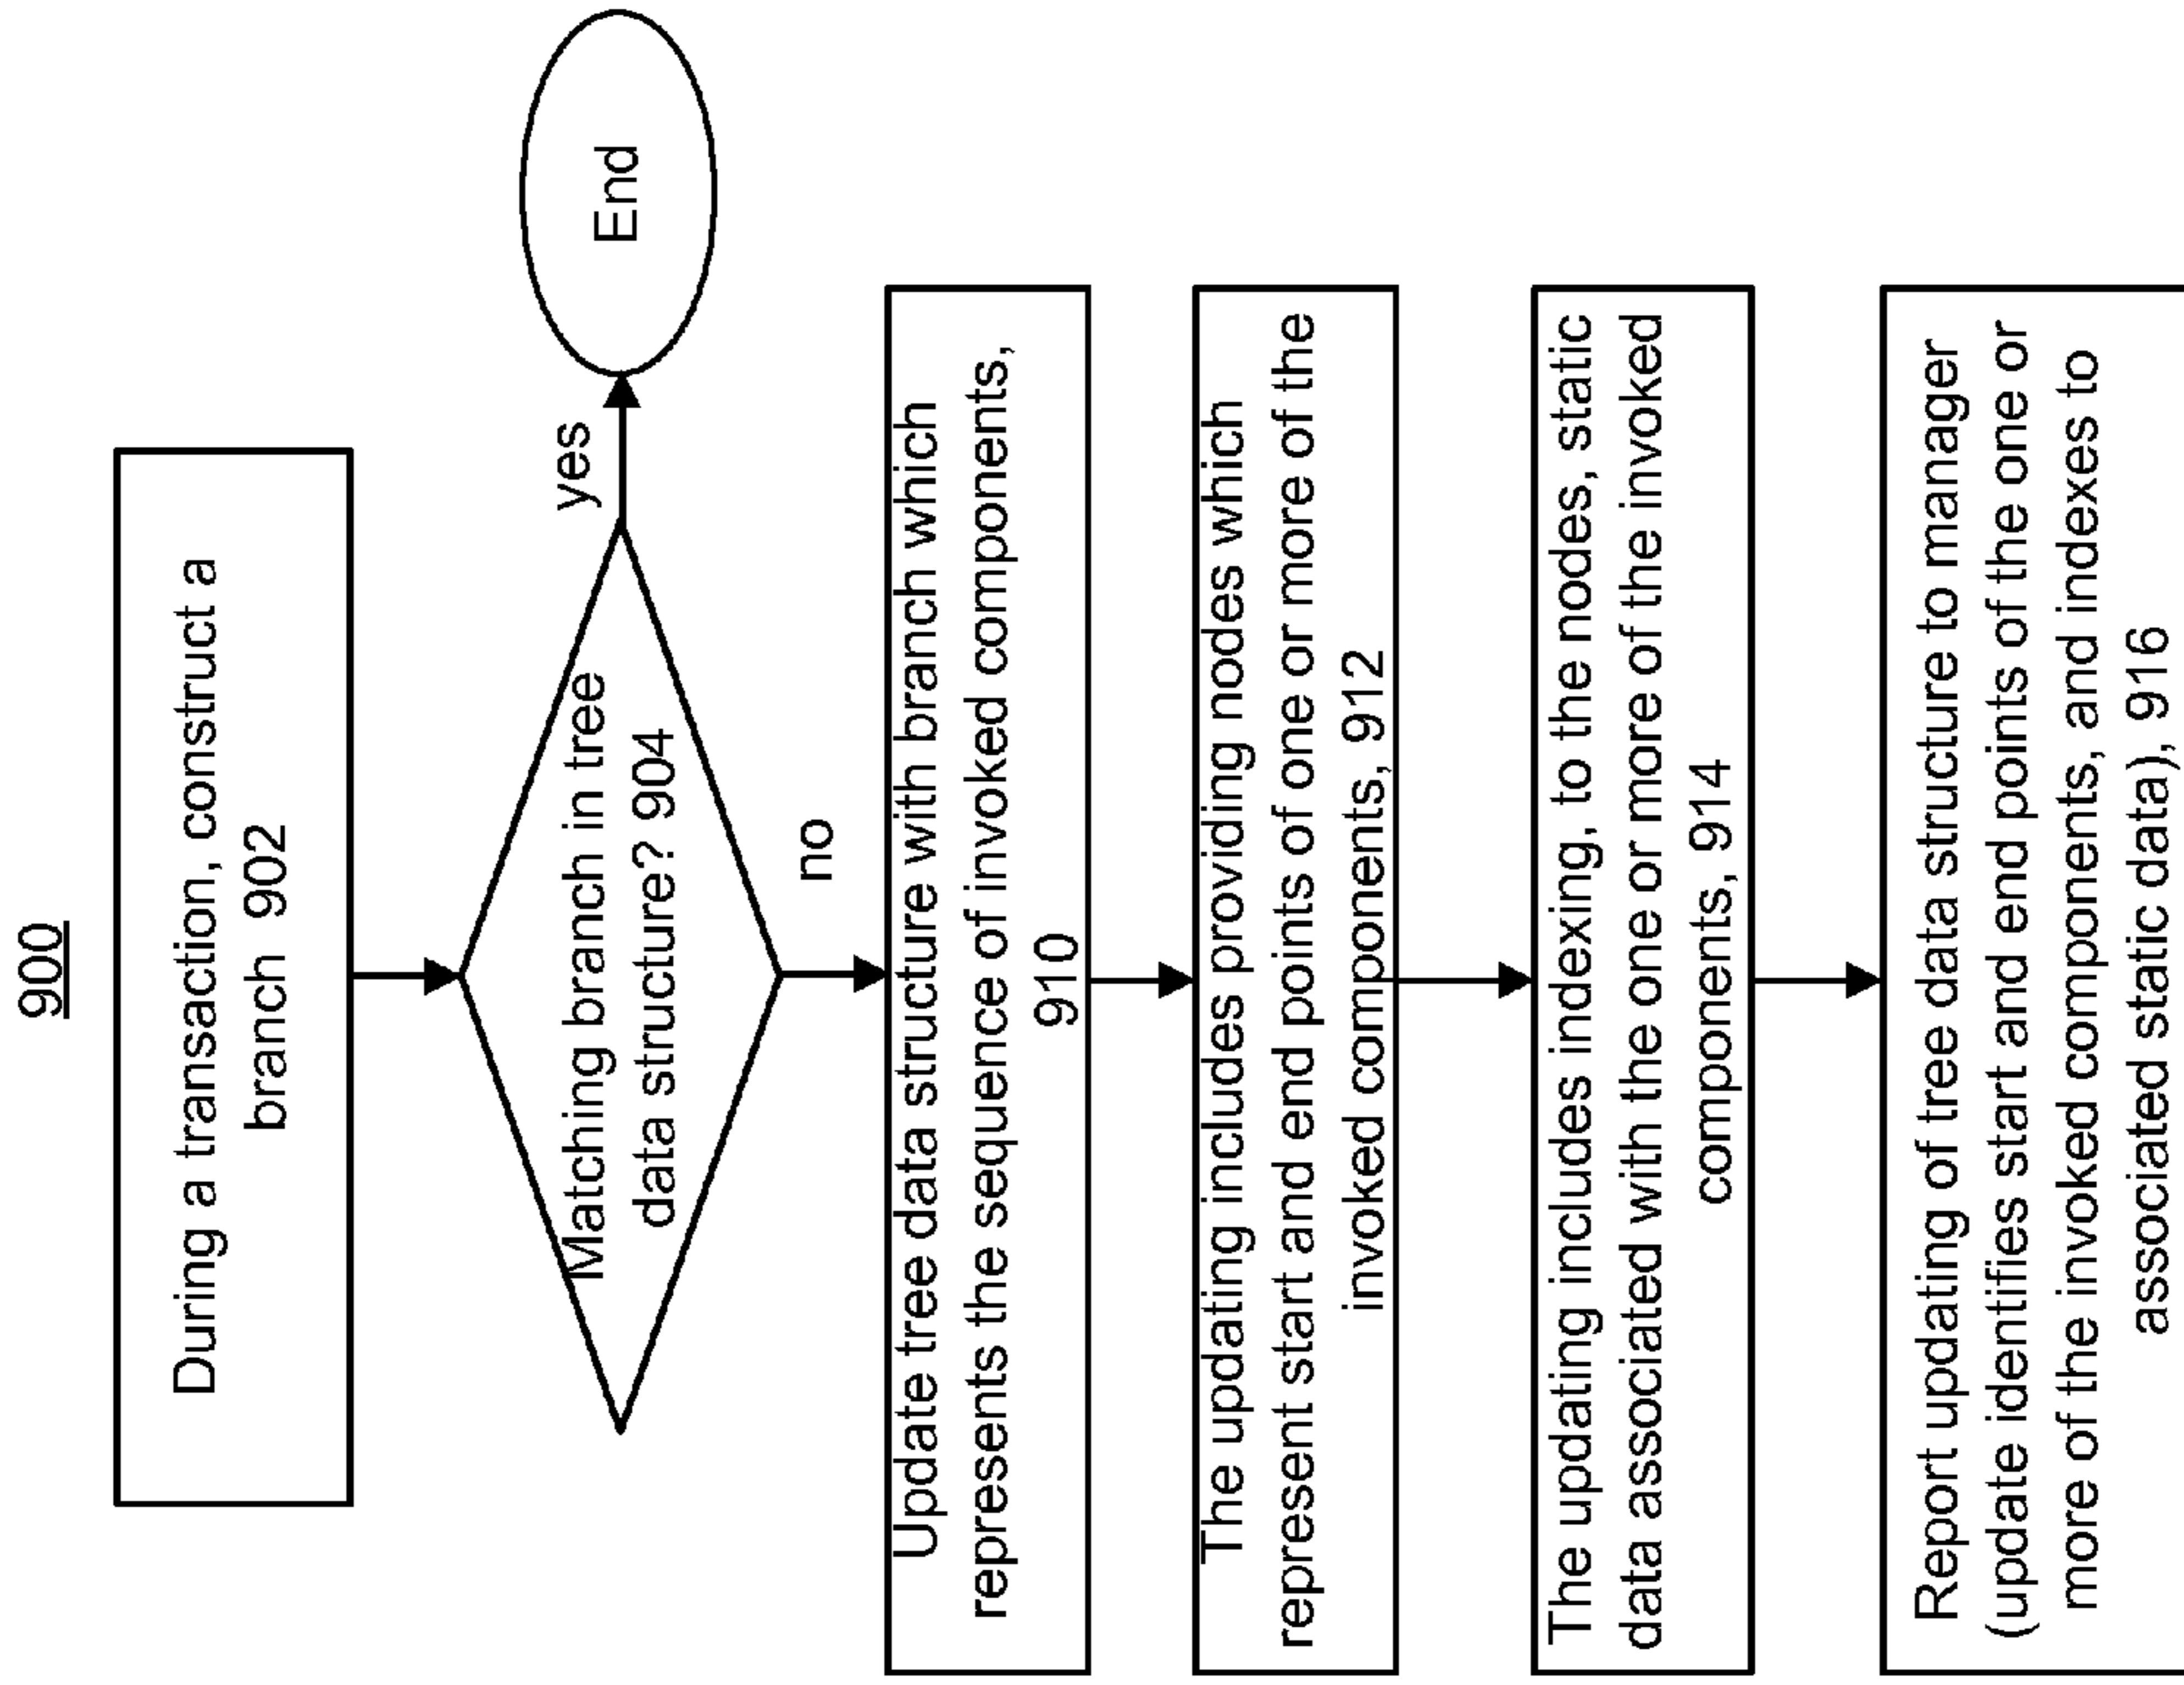 900
During a transaction, construct a
branch 902
Matching branch in tree
data structure? 904
yes
End
no
Update tree data structure with branch which
represents the sequence of invoked components,
910
The updating includes providing nodes which
represent start and end points of one or more of the
invoked components, 912
The updating includes indexing, to the nodes, static
data associated with the one or more of the invoked
components, 914
Report updating of tree data structure to manager
(update identifies start and end points of the one or
more of the invoked components, and indexes to
associated static data), 916